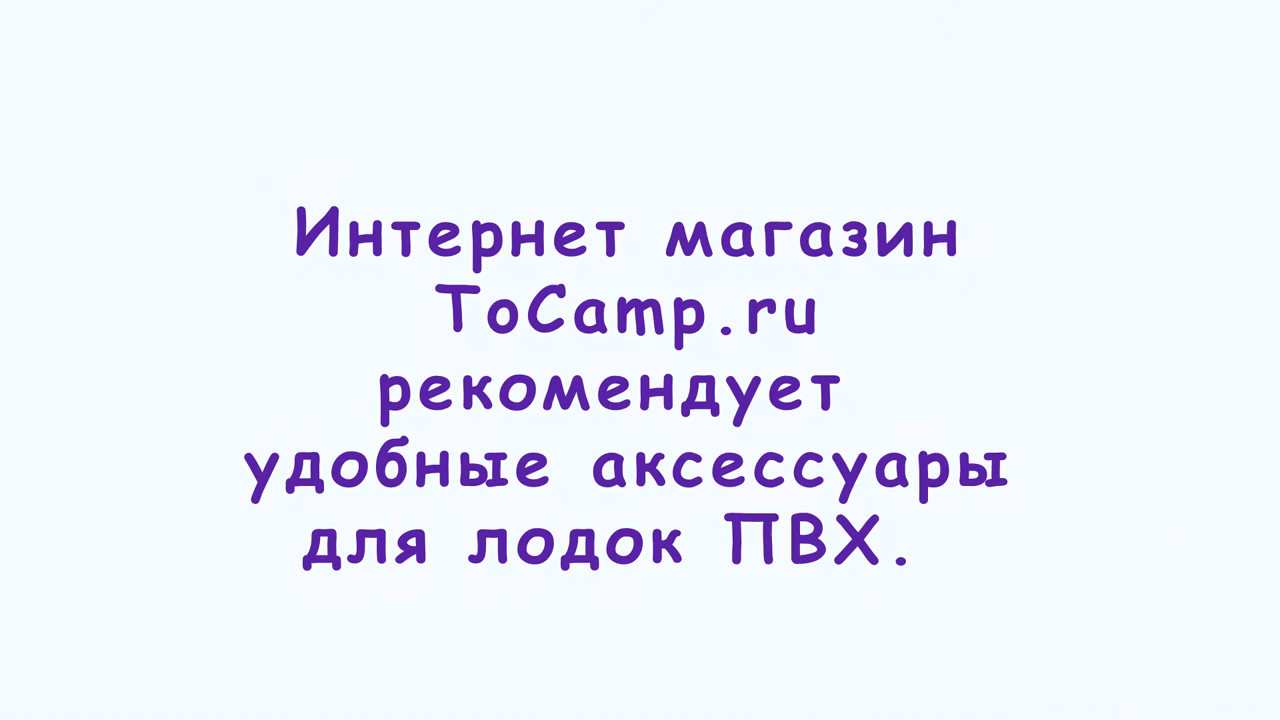 Интернет магазин
ToCamp.ru
рекомендует
удобные аксессуары
для лодок ПВХ.